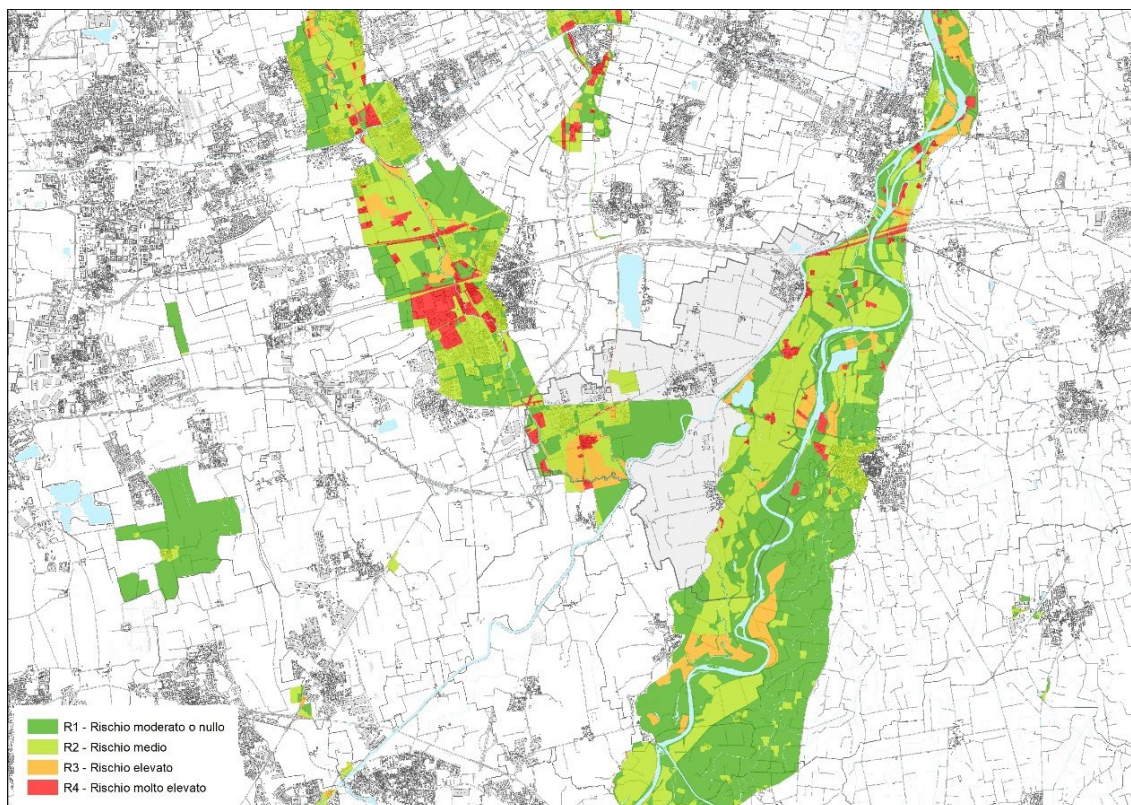 R1 - Rischio moderato o nullo
R2 - Rischio medio
R3 - Rischio elevato
R4 - Rischio molto elevato